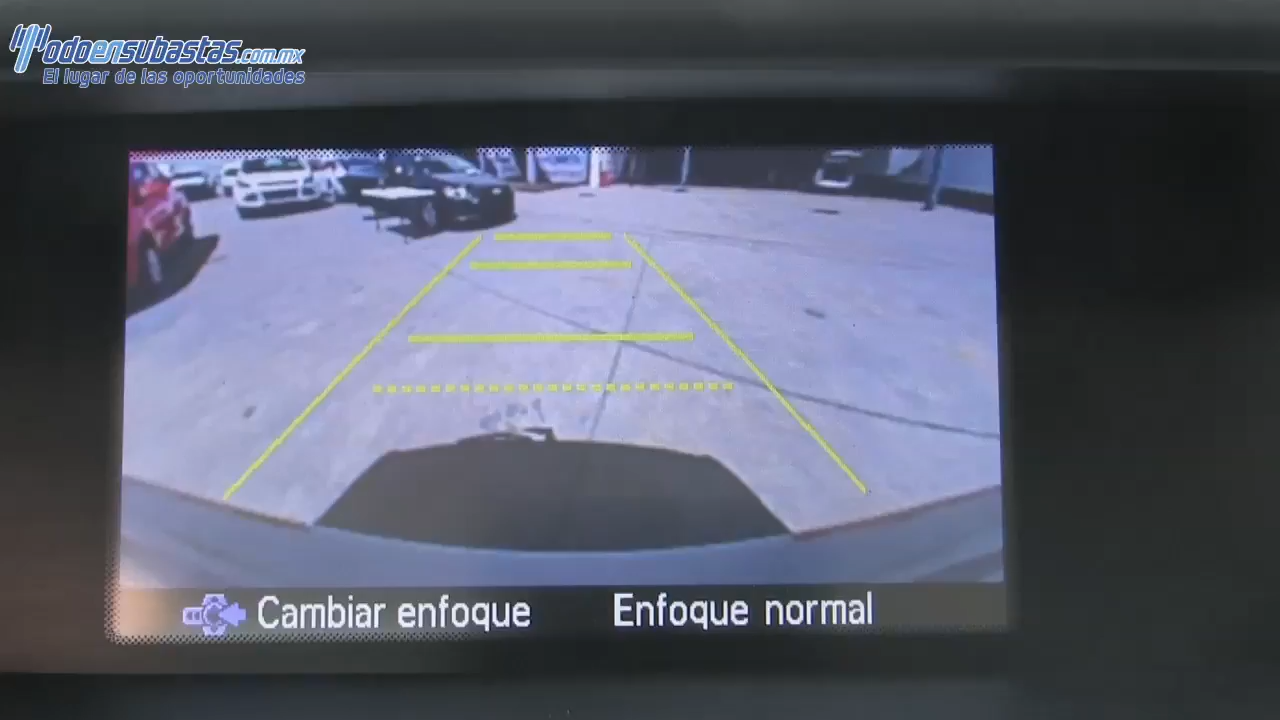 Todoensubastas.com.mx
El lugar de las oportunidades
Cambiar enfoque
Enfoque normal